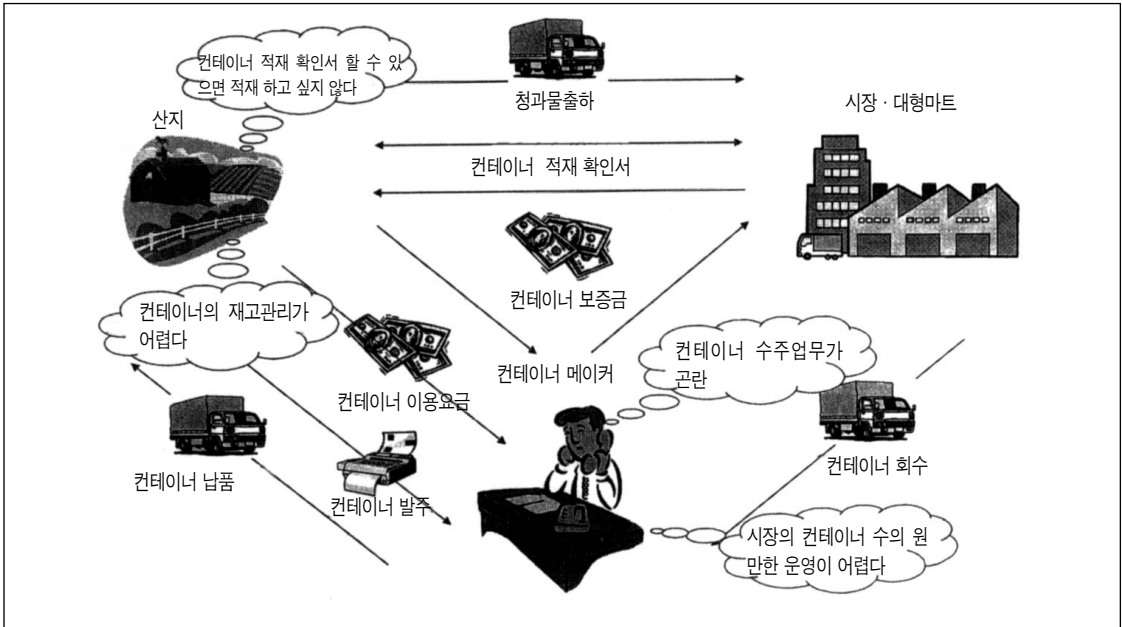 컨테이너 적재 확인서 할 수 있
으면 적재 하고 싶지 않다
청과물출하
시장 · 대형마트
산지
컨테이너 적재 확인서
컨테이너 보증금
컨테이너의 재고관리가
어렵다
컨테이너 수주업무가
곤란
컨테이너 메이커
컨테이너 이용요금
컨테이너 회수
컨테이너 납품
컨테이너 발주
시장의 컨테이너 수의 원
만한 운영이 어렵다